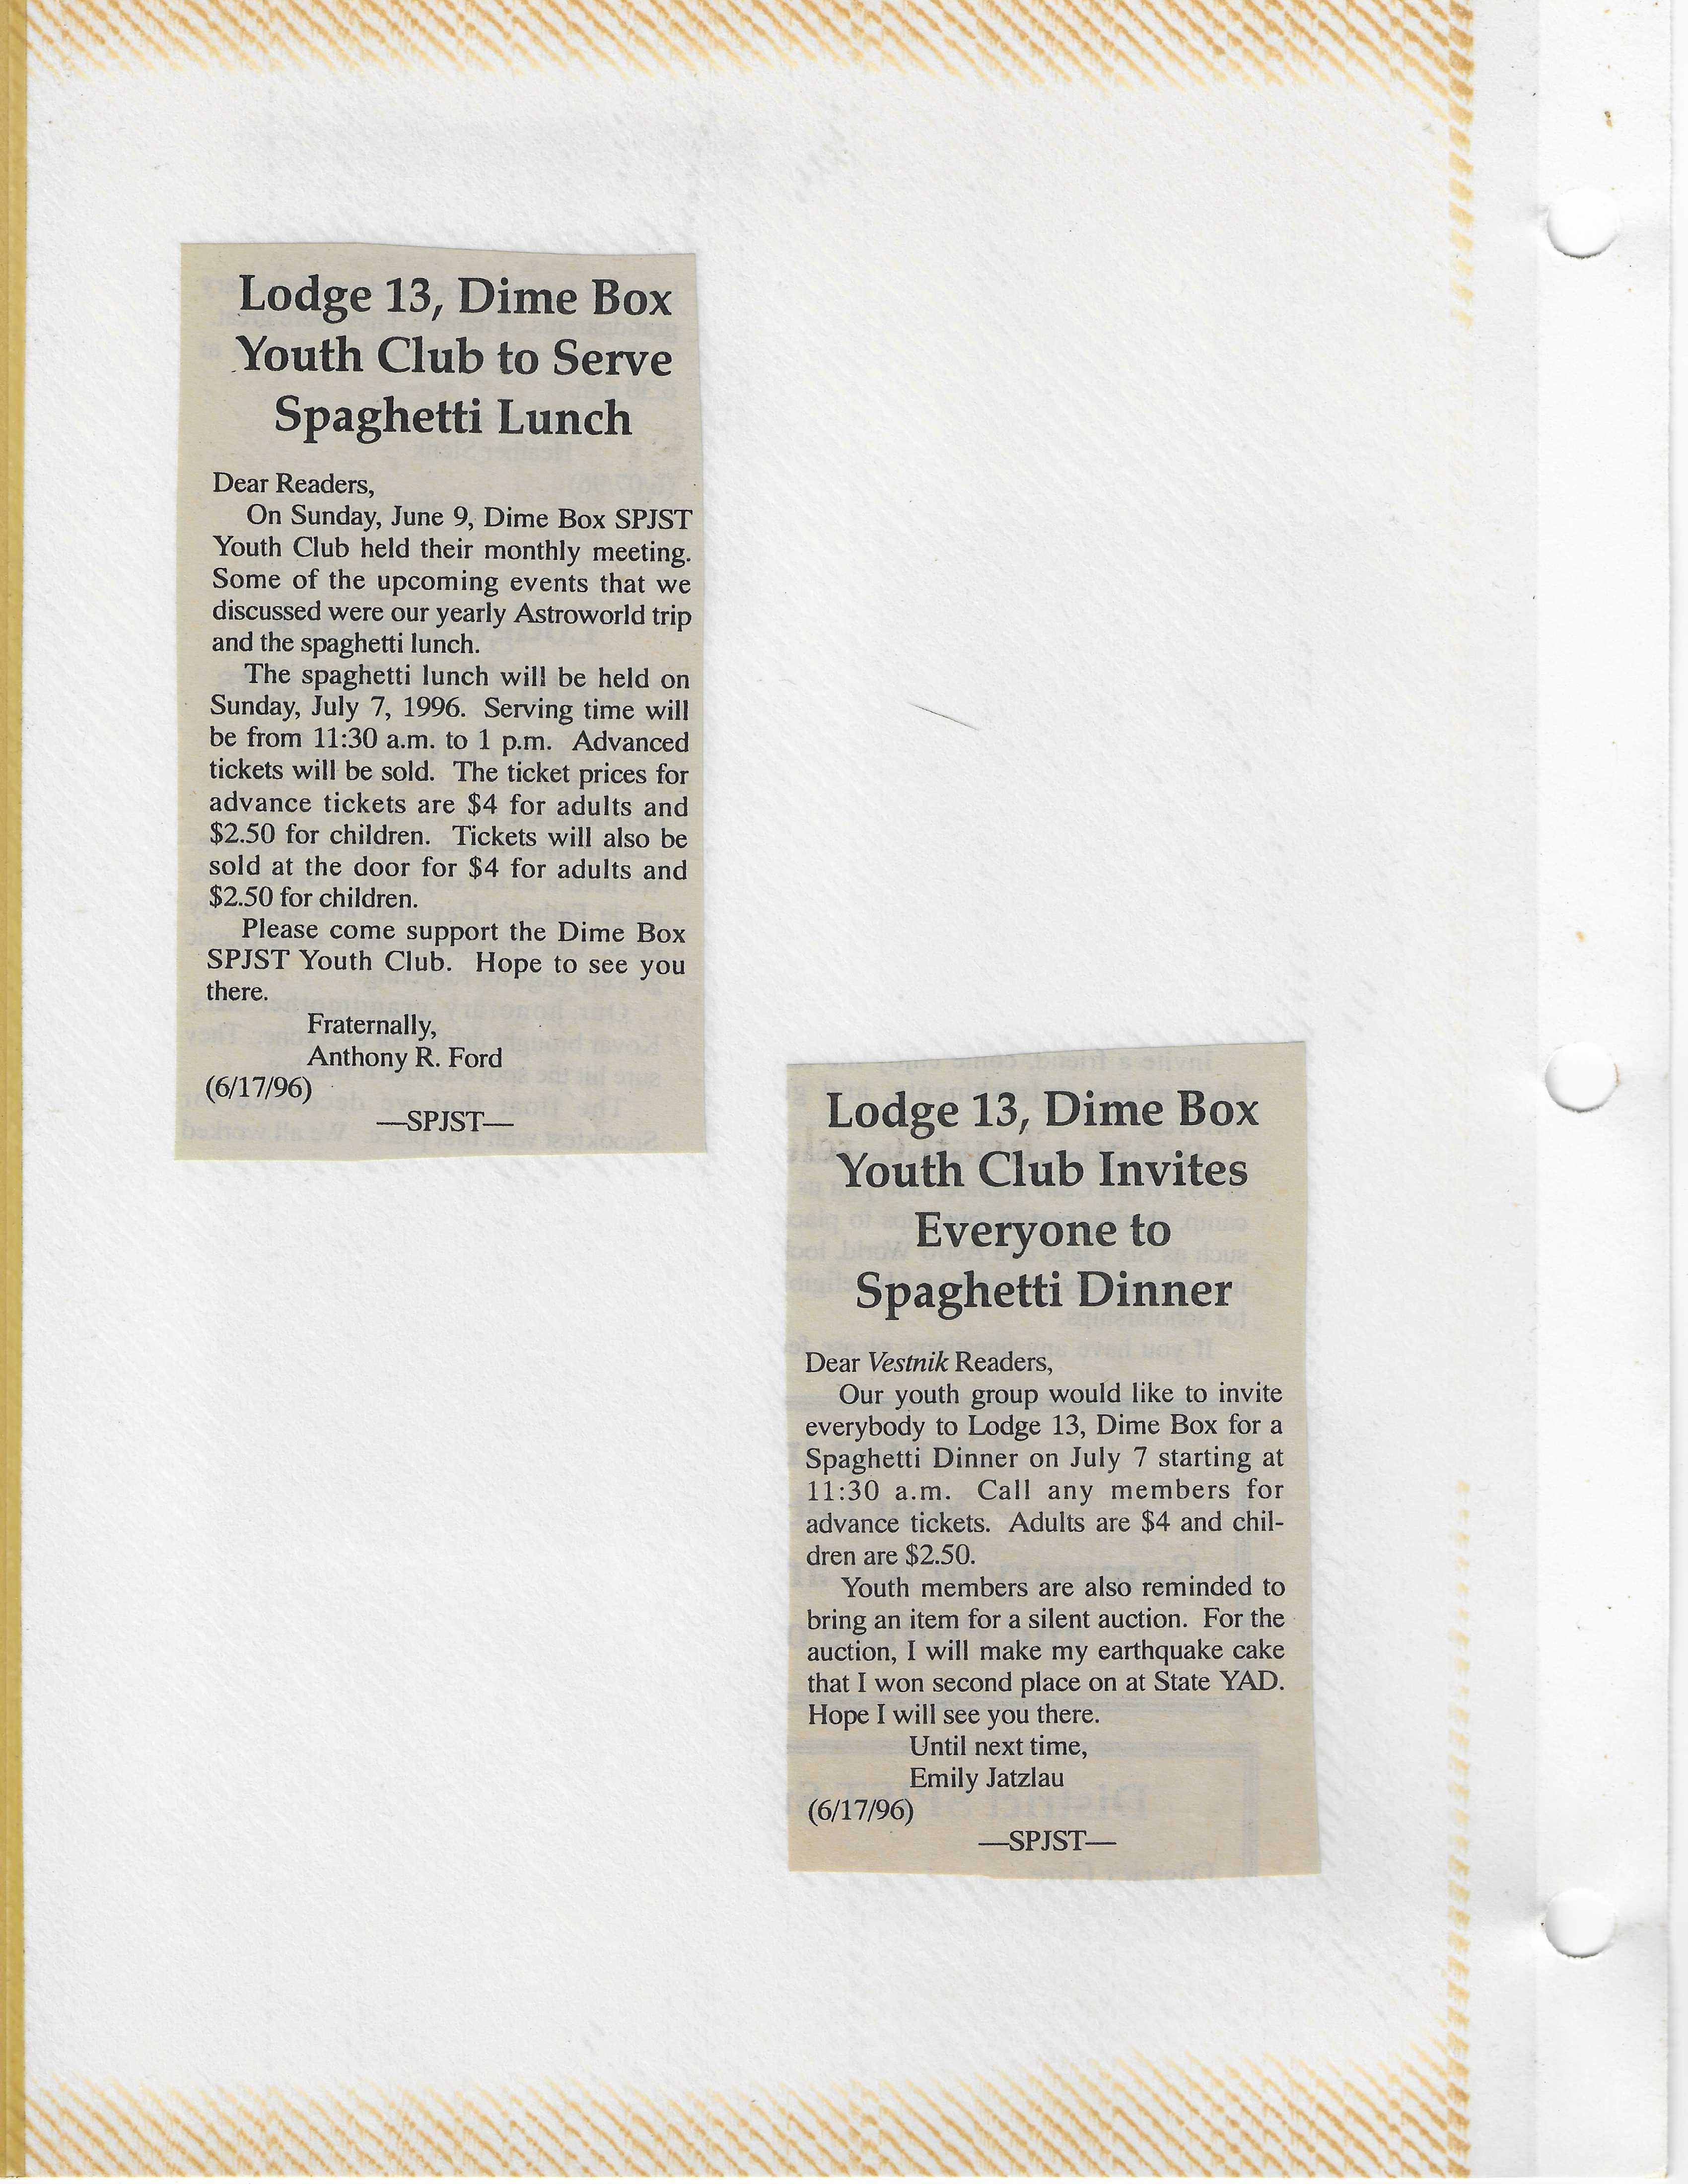 Lodge 13, Dime Box
Youth Club to Serve
Spaghetti Lunch
Dear Readers,
On Sunday, June 9, Dime Box SPJST
Youth Club held their monthly meeting.
Some of the upcoming events that we
discussed were our yearly Astroworld trip
and the spaghetti lunch.
The spaghetti lunch will be held on
Sunday, July 7, 1996. Serving time will
be from 11:30 a.m. to 1 p.m. Advanced
tickets will be sold. The ticket prices for
advance tickets are $4 for adults and
$2.50 for children. Tickets will also be
sold at the door for $4 for adults and
$2.50 for children.
Please come support the Dime Box
SPJST Youth Club. Hope to see you
there.
Fraternally,
Anthony R. Ford
(6/17/96)
—SPJST—
Lodge 13, Dime Box
Youth Club Invites
Everyone to
Spaghetti Dinner
Dear Vestnik Readers,
Our youth group would like to invite
everybody to Lodge 13, Dime Box for a
Spaghetti Dinner on July 7 starting at
11:30 a.m. Call any members for
advance tickets. Adults are $4 and chil-
dren are $2.50.
Youth members are also reminded to
bring an item for a silent auction. For the
auction, I will make my earthquake cake
that I won second place on at State YAD.
Hope I will see you there.
Until next time,
Emily Jatzlau
(6/17/96)
—SPJST—